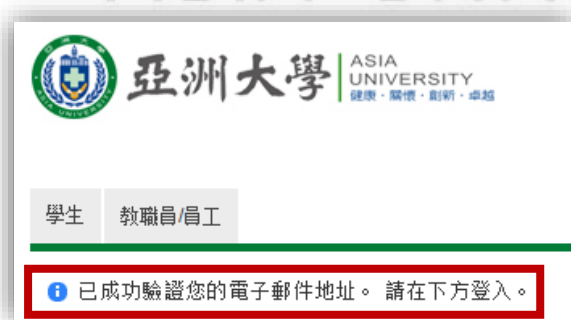 亞洲大學
ASIA
UNIVERSITY
健康・關懷・創新・卓越
學生 教職員/員工
已成功驗證您的電子郵件地址。 請在下方登入。